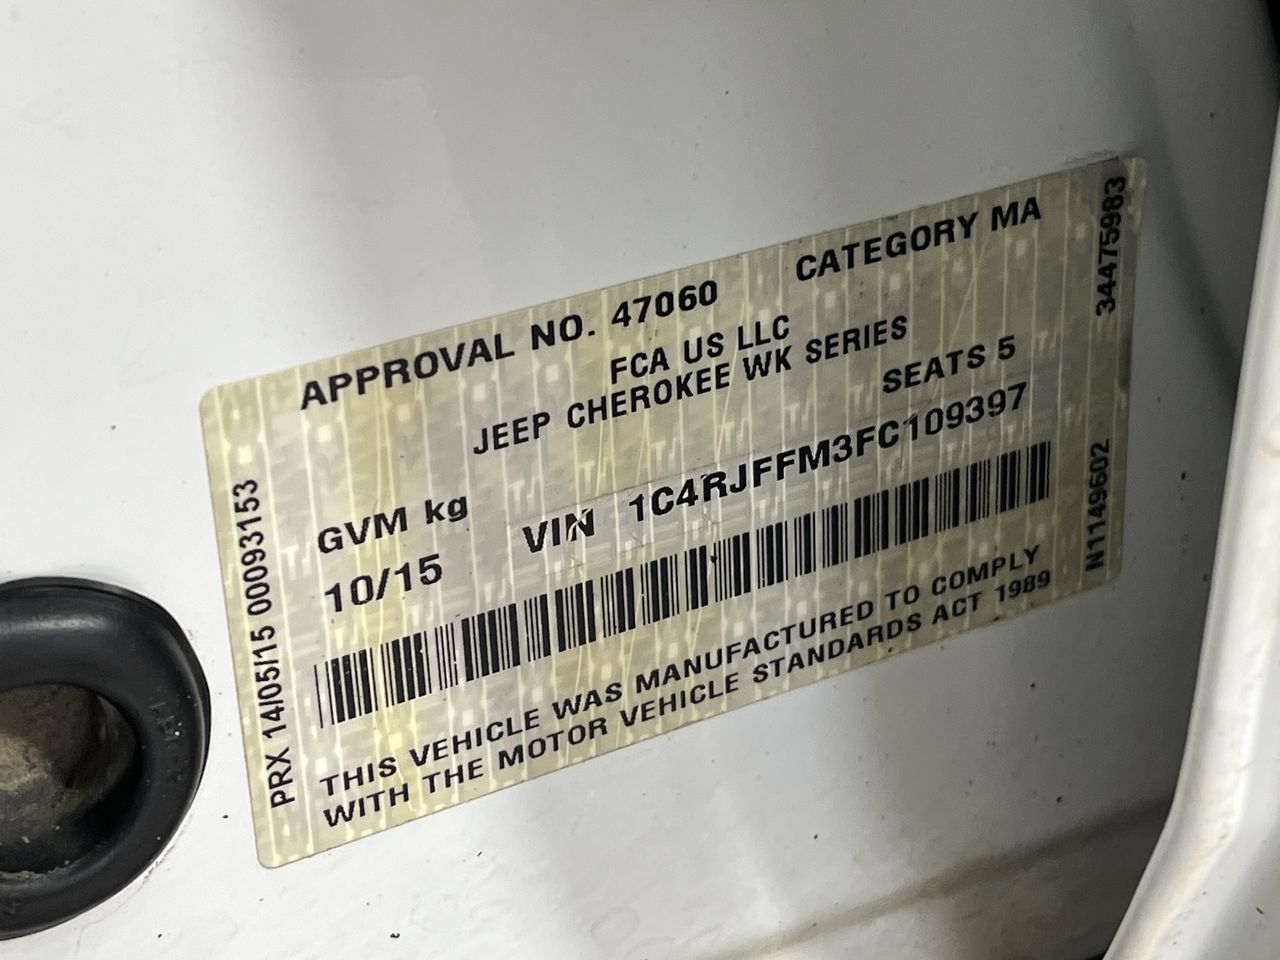 APPROVAL NO. 47060 CATEGORY MA
FCA US LLC
JEEP CHEROKEE WK SERIES
SEATS 5
GVM kg
10/15
VIN 1C4RJFFM3FC109397
THIS VEHICLE WAS MANUFACTURED TO COMPLY
WITH THE MOTOR VEHICLE STANDARDS ACT 1989
PRX 14/05/15 00093153
34475983
N1149602